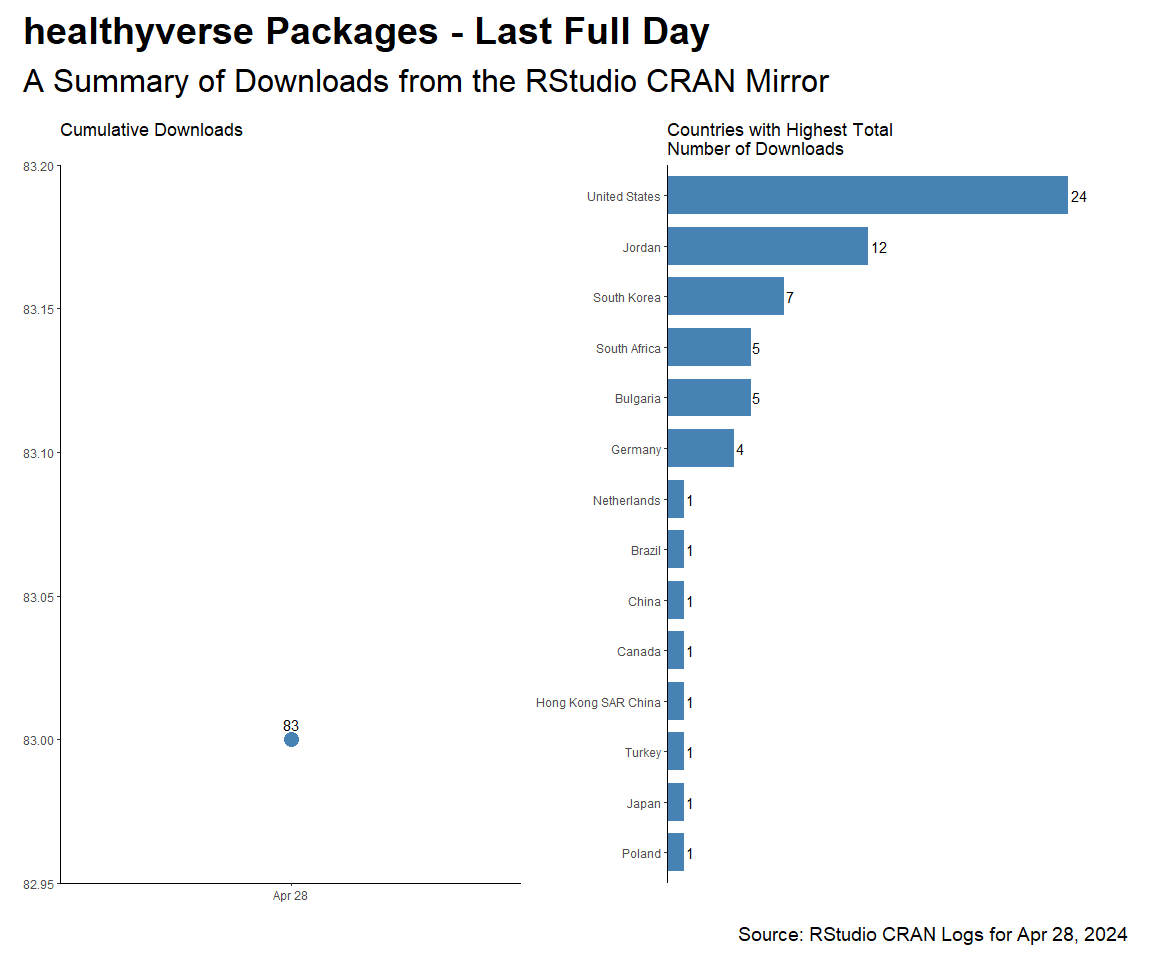 healthyverse Packages - Last Full Day
A Summary of Downloads from the RStudio CRAN Mirror
Cumulative Downloads
83.20
83.15
83.10
83.05
83.00
82.95
83
Apr 28
Countries with Highest Total
Number of Downloads
United States 24
Jordan 12
South Korea 7
South Africa 5
Bulgaria 5
Germany 4
Netherlands 1
Brazil 1
China 1
Canada 1
Hong Kong SAR China 1
Turkey 1
Japan 1
Poland 1
Source: RStudio CRAN Logs for Apr 28, 2024